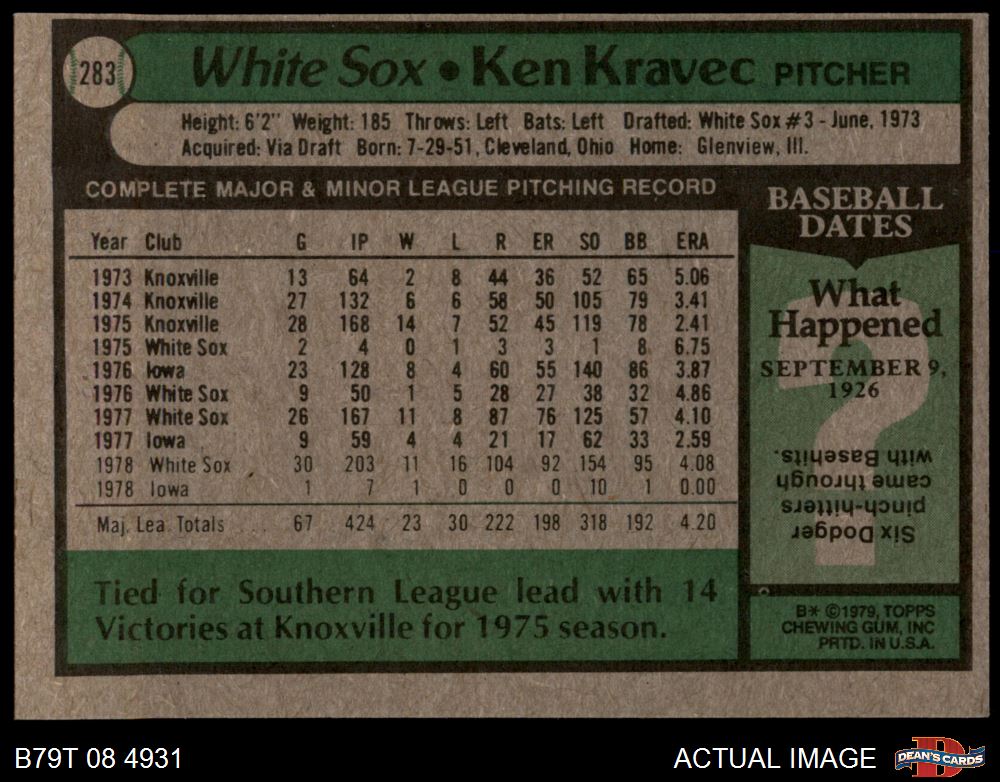 283
White Sox • Ken Kravec PITCHER
Height: 6'2" Weight: 185 Throws: Left Bats: Left Drafted: White Sox #3 - June, 1973
Acquired: Via Draft Born: 7-29-51, Cleveland, Ohio Home: Glenview, Ill.
COMPLETE MAJOR & MINOR LEAGUE PITCHING RECORD
Year Club G IP W L R ER SO BB ERA
1973 Knoxville 13 64 2 8 44 36 52 65 5.06
1974 Knoxville 27 132 6 6 58 50 105 79 3.41
1975 Knoxville 28 168 14 7 52 45 119 78 2.41
1975 White Sox 2 4 0 1 3 3 1 8 6.75
1976 Iowa 23 128 8 4 60 55 140 86 3.87
1976 White Sox 9 50 1 5 28 27 38 32 4.86
1977 White Sox 26 167 11 8 87 76 125 57 4.10
1977 Iowa 9 59 4 4 21 17 62 33 2.59
1978 White Sox 30 203 11 16 104 92 154 95 4.08
1978 Iowa 1 7 1 0 0 0 10 1 0.00
Maj. Lea. Totals . . . 67 424 23 30 222 198 318 192 4.20
Tied for Southern League lead with 14
Victories at Knoxville for 1975 season.
BASEBALL
DATES
What
Happened
SEPTEMBER 9,
1926
?
Six Dodger
pinch-hitters
came through
with Basehits.
B* ©1979, TOPPS
CHEWING GUM, INC
PRTD. IN U.S.A.
B79T 08 4931
ACTUAL IMAGE
D
DEAN'S CARDS